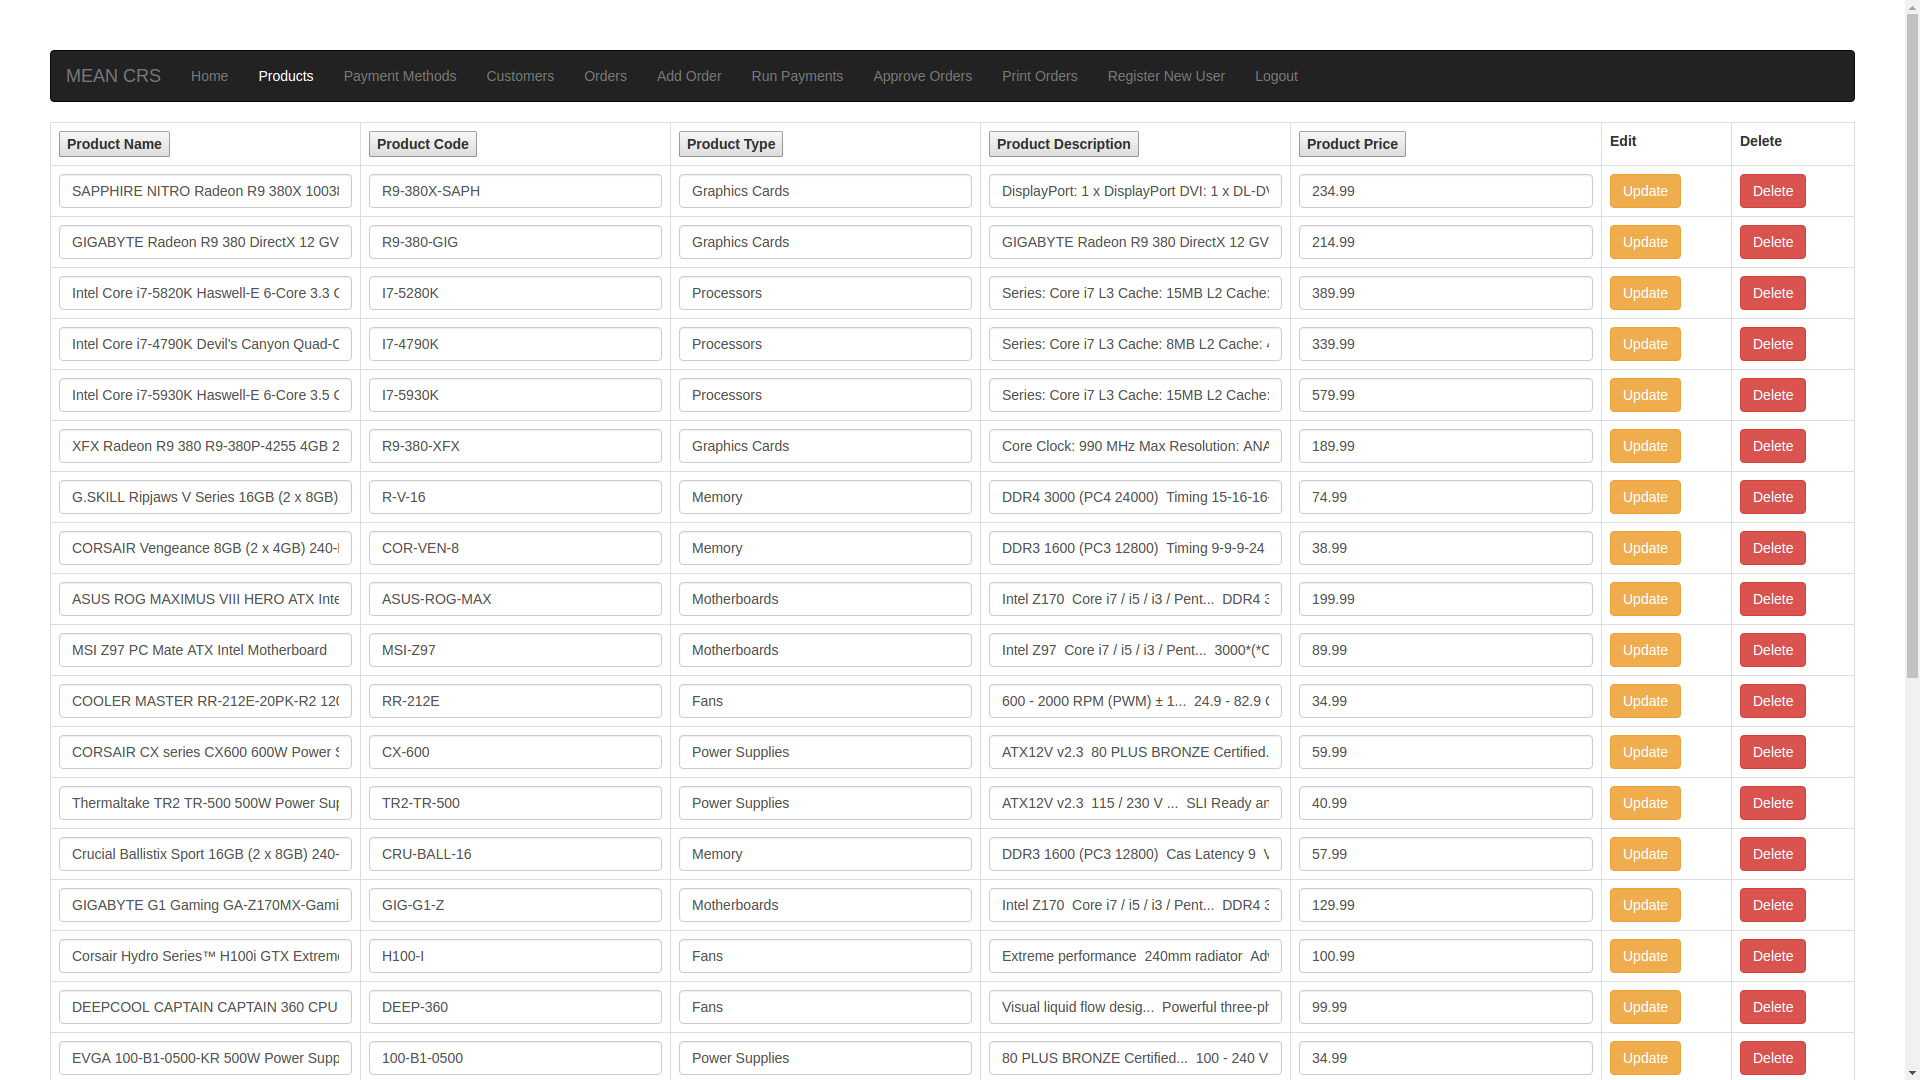 MEAN CRS Home Products Payment Methods Customers Orders Add Order Run Payments Approve Orders Print Orders Register New User Logout
Product Name Product Code Product Type Product Description Product Price Edit Delete
SAPPHIRE NITRO Radeon R9 380X 10038 R9-380X-SAPH Graphics Cards DisplayPort: 1 x DisplayPort DVI: 1 x DL-DV 234.99 Update Delete
GIGABYTE Radeon R9 380 DirectX 12 GV R9-380-GIG Graphics Cards GIGABYTE Radeon R9 380 DirectX 12 GV 214.99 Update Delete
Intel Core i7-5820K Haswell-E 6-Core 3.3 G I7-5280K Processors Series: Core i7 L3 Cache: 15MB L2 Cache: 389.99 Update Delete
Intel Core i7-4790K Devil's Canyon Quad-C I7-4790K Processors Series: Core i7 L3 Cache: 8MB L2 Cache: 4 339.99 Update Delete
Intel Core i7-5930K Haswell-E 6-Core 3.5 G I7-5930K Processors Series: Core i7 L3 Cache: 15MB L2 Cache: 579.99 Update Delete
XFX Radeon R9 380 R9-380P-4255 4GB 2 R9-380-XFX Graphics Cards Core Clock: 990 MHz Max Resolution: ANA 189.99 Update Delete
G.SKILL Ripjaws V Series 16GB (2 x 8GB) R-V-16 Memory DDR4 3000 (PC4 24000) Timing 15-16-16- 74.99 Update Delete
CORSAIR Vengeance 8GB (2 x 4GB) 240- COR-VEN-8 Memory DDR3 1600 (PC3 12800) Timing 9-9-9-24 38.99 Update Delete
ASUS ROG MAXIMUS VIII HERO ATX Inte ASUS-ROG-MAX Motherboards Intel Z170 Core i7 / i5 / i3 / Pent... DDR4 3 199.99 Update Delete
MSI Z97 PC Mate ATX Intel Motherboard MSI-Z97 Motherboards Intel Z97 Core i7 / i5 / i3 / Pent... 3000*(*O 89.99 Update Delete
COOLER MASTER RR-212E-20PK-R2 120 RR-212E Fans 600 - 2000 RPM (PWM) ± 1... 24.9 - 82.9 C 34.99 Update Delete
CORSAIR CX series CX600 600W Power S CX-600 Power Supplies ATX12V v2.3 80 PLUS BRONZE Certified. 59.99 Update Delete
Thermaltake TR2 TR-500 500W Power Sup TR2-TR-500 Power Supplies ATX12V v2.3 115 / 230 V ... SLI Ready an 40.99 Update Delete
Crucial Ballistix Sport 16GB (2 x 8GB) 240- CRU-BALL-16 Memory DDR3 1600 (PC3 12800) Cas Latency 9 V 57.99 Update Delete
GIGABYTE G1 Gaming GA-Z170MX-Gami GIG-G1-Z Motherboards Intel Z170 Core i7 / i5 / i3 / Pent... DDR4 3 129.99 Update Delete
Corsair Hydro Series™ H100i GTX Extreme H100-I Fans Extreme performance 240mm radiator Adv 100.99 Update Delete
DEEPCOOL CAPTAIN CAPTAIN 360 CPU DEEP-360 Fans Visual liquid flow desig... Powerful three-ph 99.99 Update Delete
EVGA 100-B1-0500-KR 500W Power Supp 100-B1-0500 Power Supplies 80 PLUS BRONZE Certified... 100 - 240 V 34.99 Update Delete